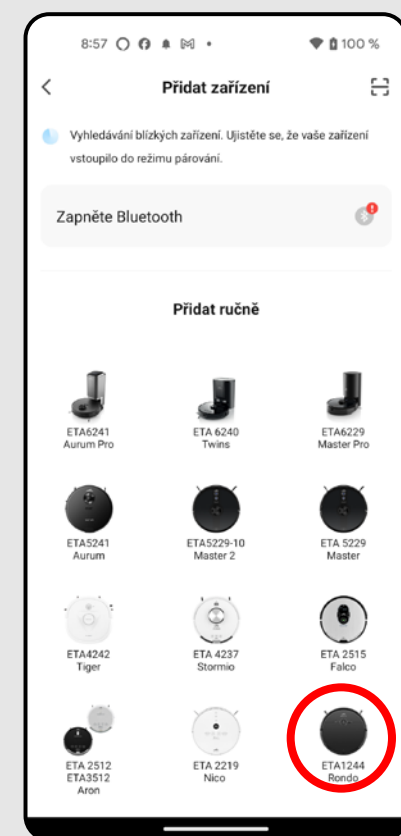 8:57
100 %
Přidat zařízení
Vyhledávání blízkých zařízení. Ujistěte se, že vaše zařízení
vstoupilo do režimu párování.
Zapněte Bluetooth
Přidat ručně
ETA6241
Aurum Pro
ETA 6240
Twins
ETA6229
Master Pro
ETA5241
Aurum
ETA5229-10
Master 2
ETA 5229
Master
ETA4242
Tiger
ETA 4237
Stormio
ETA 2515
Falco
ETA 2512
ETA3512
Aron
ETA 2219
Nico
ETA1244
Rondo